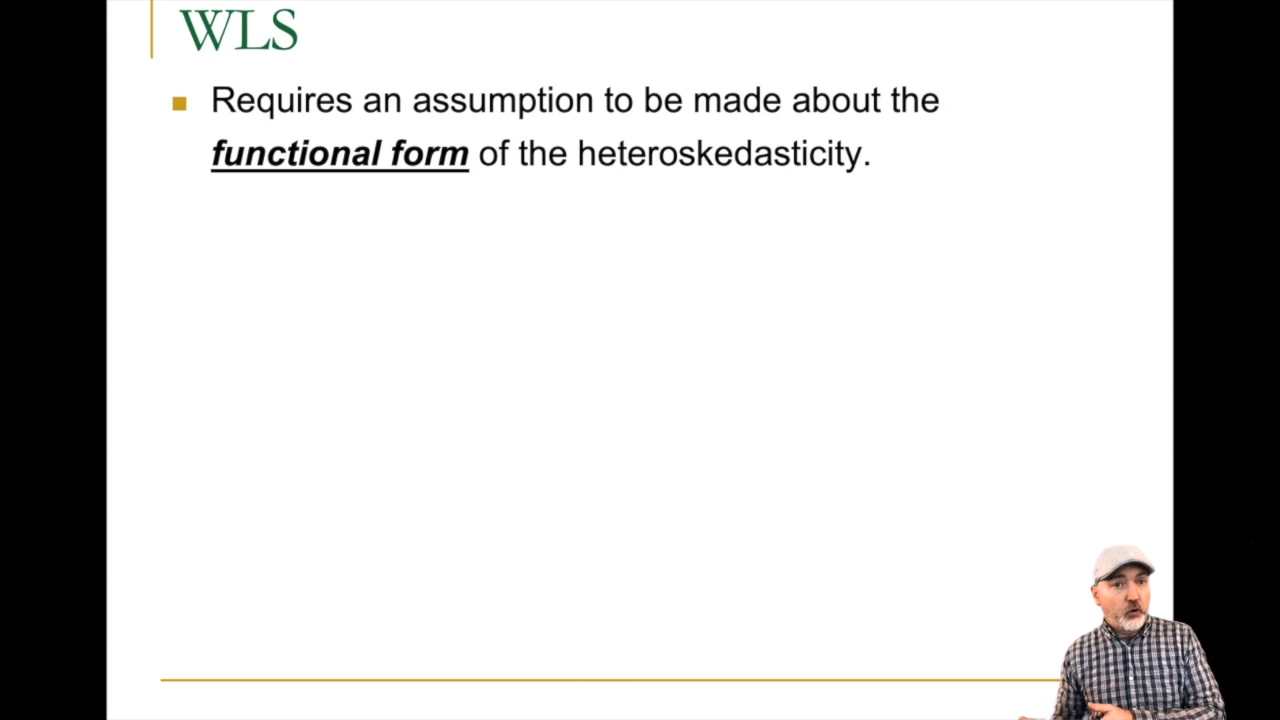 WLS
Requires an assumption to be made about the
functional form of the heteroskedasticity.